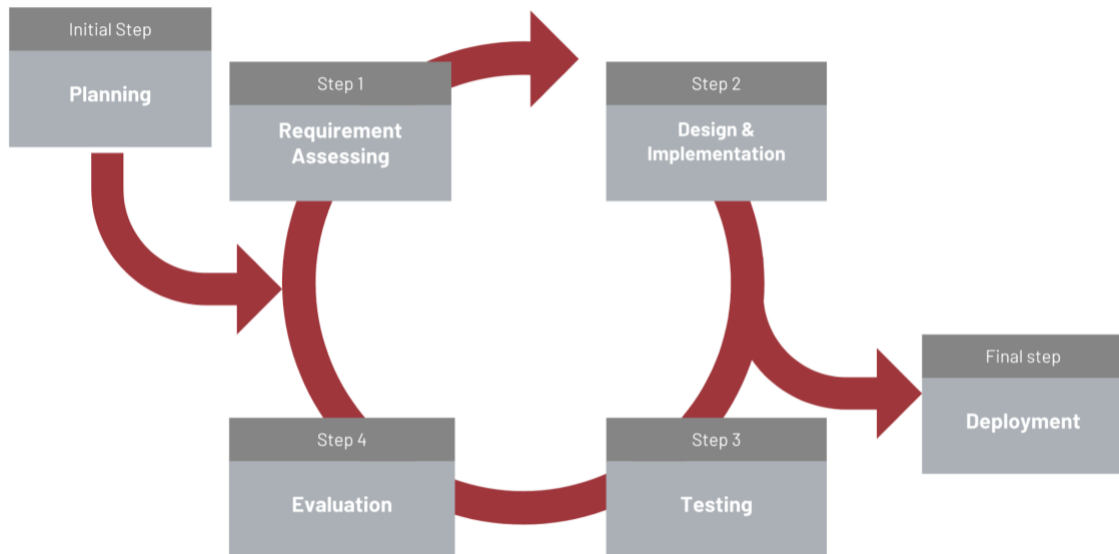 Initial Step
Planning
Step 1
Requirement
Assessing
Step 2
Design &
Implementation
Final step
Deployment
Step 4
Evaluation
Step 3
Testing